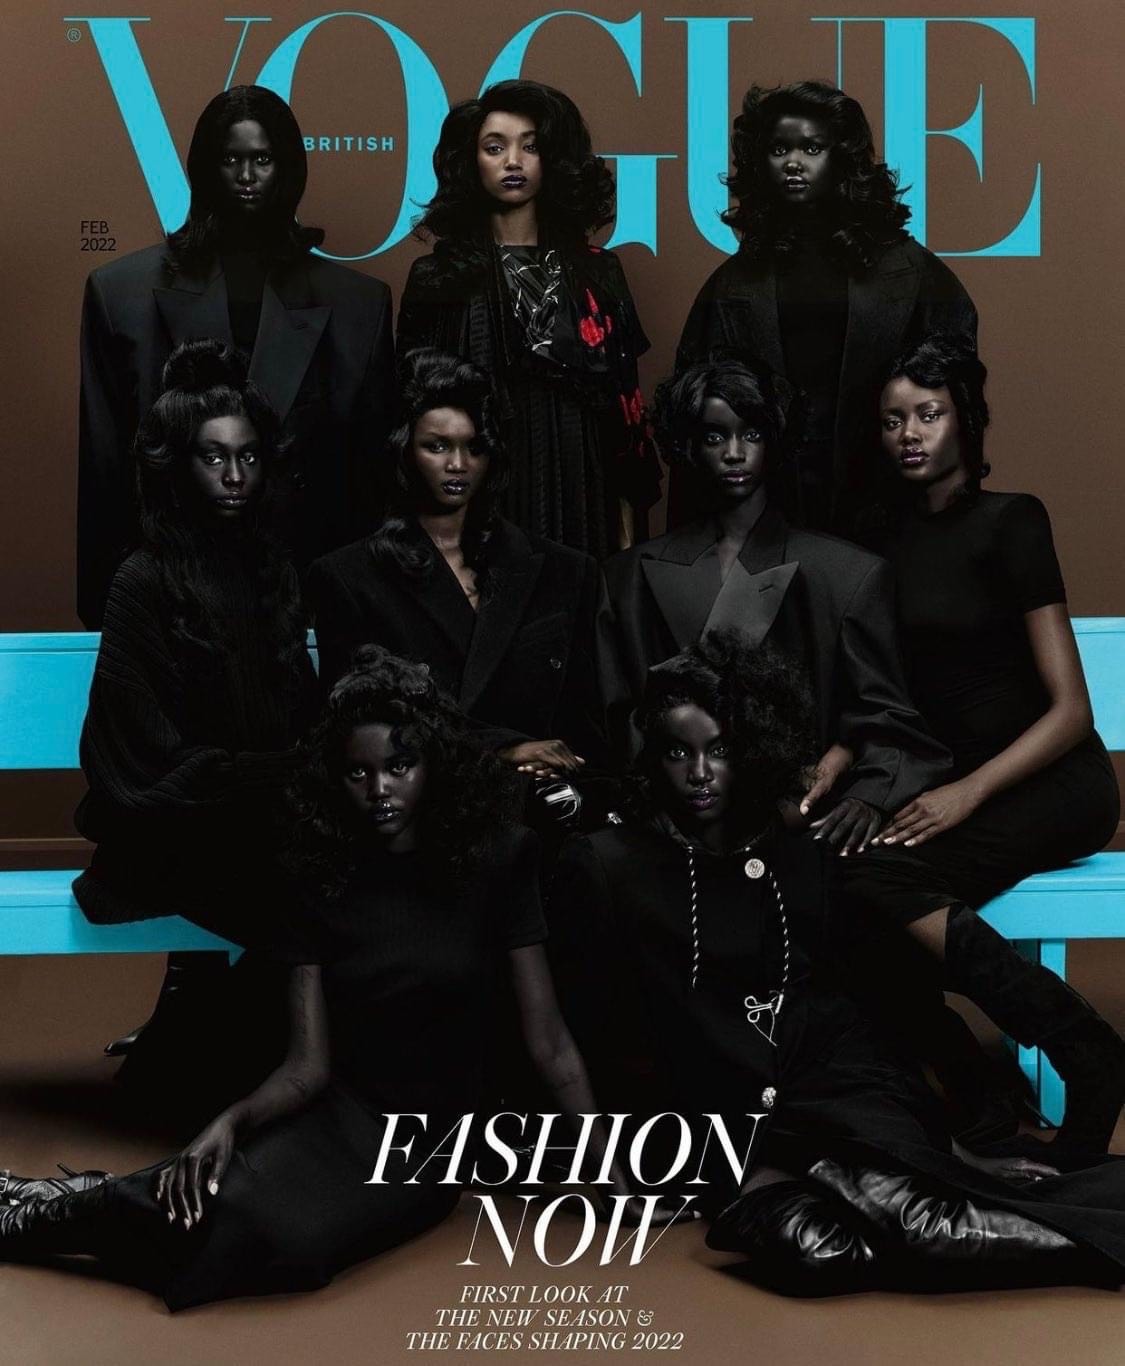 VOGUE
®
BRITISH
FEB
2022
FASHION
NOW
FIRST LOOK AT
THE NEW SEASON &
THE FACES SHAPING 2022